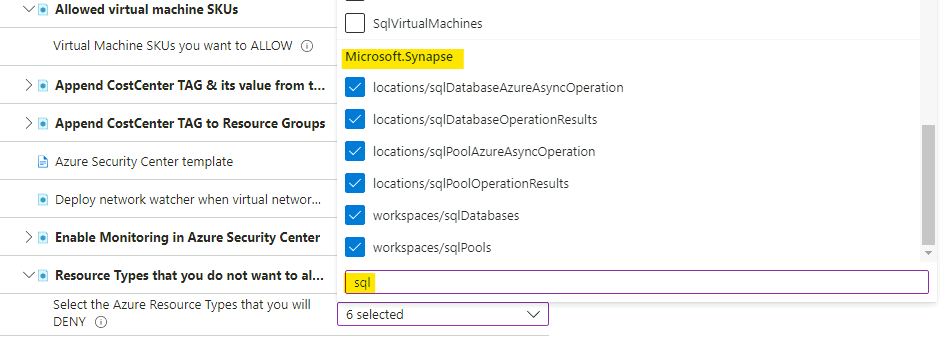 Allowed virtual machine SKUs
Virtual Machine SKUs you want to ALLOW
Append CostCenter TAG & its value from t...
Append CostCenter TAG to Resource Groups
Azure Security Center template
Deploy network watcher when virtual networ...
Enable Monitoring in Azure Security Center
Resource Types that you do not want to al...
Select the Azure Resource Types that you will
DENY
SqlVirtualMachines
Microsoft.Synapse
locations/sqlDatabaseAzureAsyncOperation
locations/sqlDatabaseOperationResults
locations/sqlPoolAzureAsyncOperation
locations/sqlPoolOperationResults
workspaces/sqlDatabases
workspaces/sqlPools
sql
6 selected